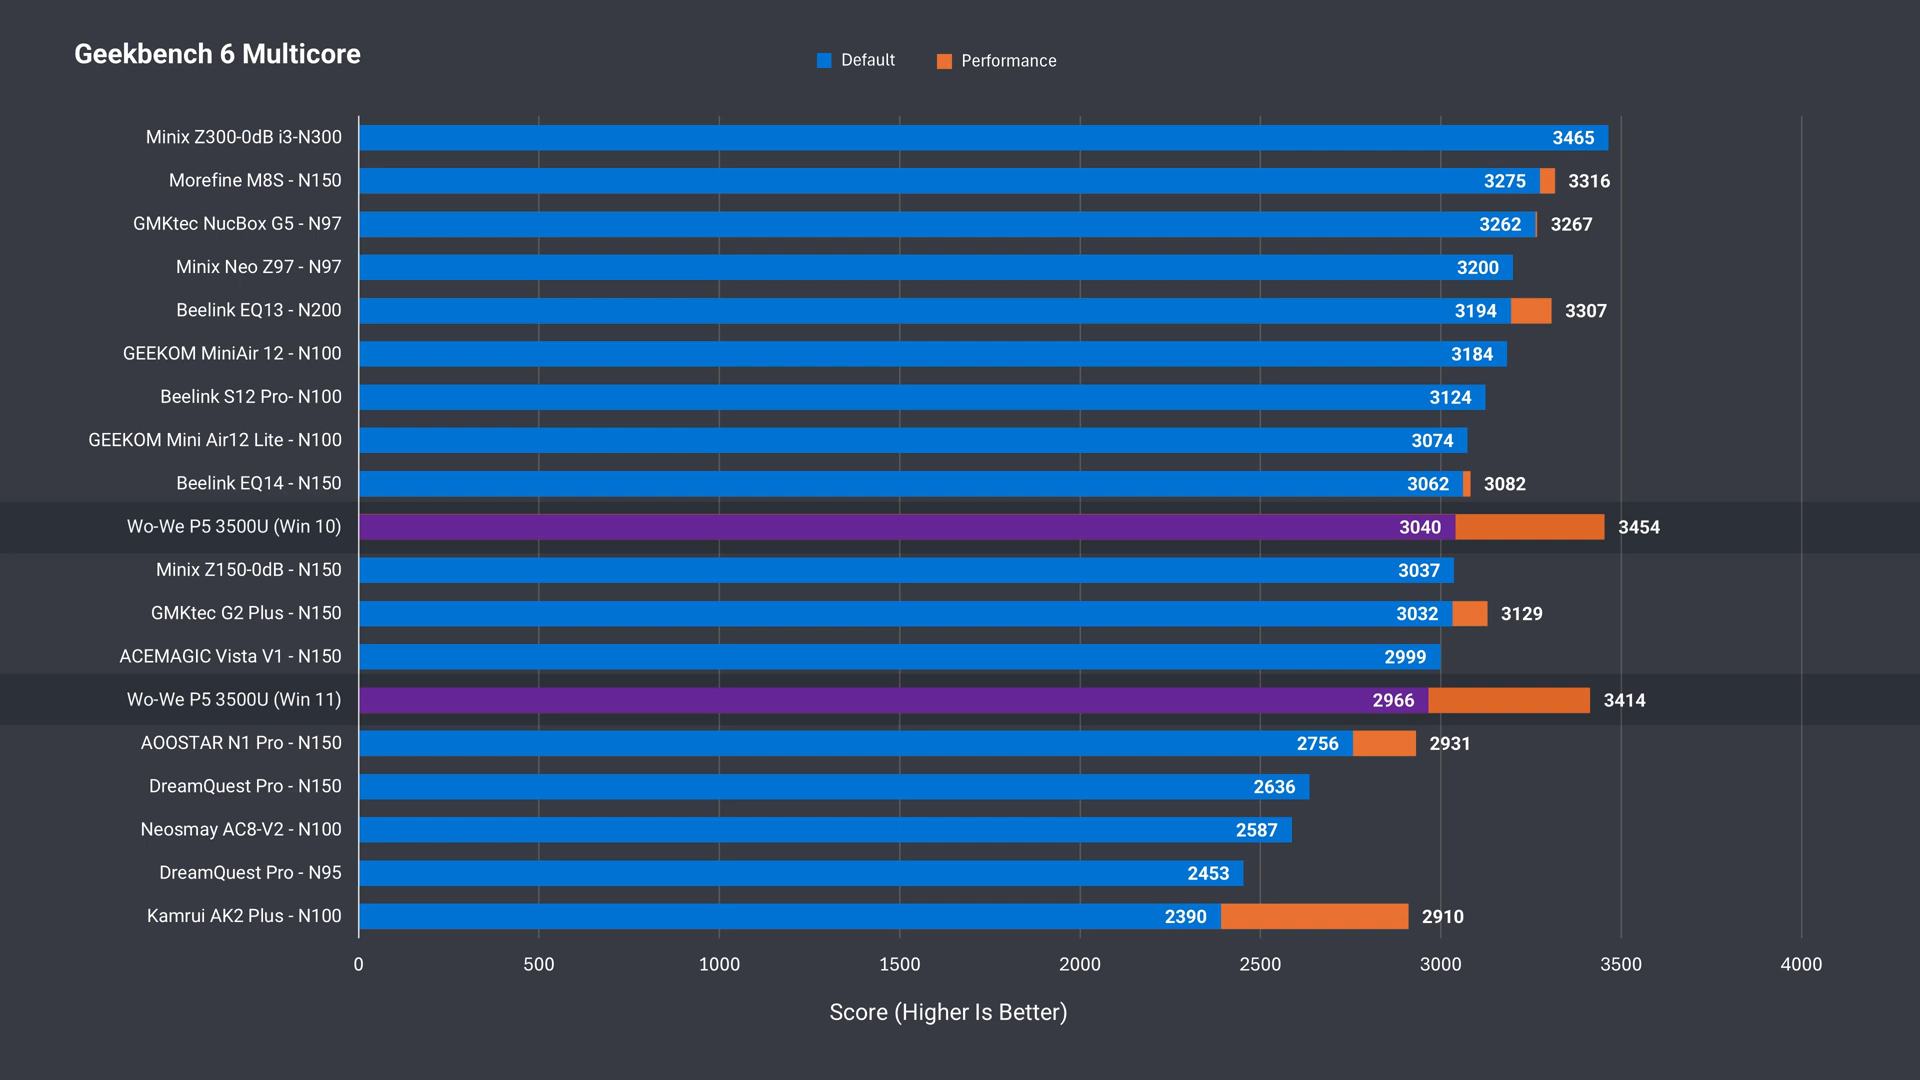 Geekbench 6 Multicore
Default
Performance
Minix Z300-0dB i3-N300 3465
Morefine M8S - N150 3275 3316
GMKtec NucBox G5 - N97 3262 3267
Minix Neo Z97 - N97 3200
Beelink EQ13 - N200 3194 3307
GEEKOM MiniAir 12 - N100 3184
Beelink S12 Pro- N100 3124
GEEKOM Mini Air12 Lite - N100 3074
Beelink EQ14 - N150 3062 3082
Wo-We P5 3500U (Win 10) 3040 3454
Minix Z150-0dB - N150 3037
GMKtec G2 Plus - N150 3032 3129
ACEMAGIC Vista V1 - N150 2999
Wo-We P5 3500U (Win 11) 2966 3414
AOOSTAR N1 Pro - N150 2756 2931
DreamQuest Pro - N150 2636
Neosmay AC8-V2 - N100 2587
DreamQuest Pro - N95 2453
Kamrui AK2 Plus - N100 2390 2910
0 500 1000 1500 2000 2500 3000 3500 4000
Score (Higher Is Better)